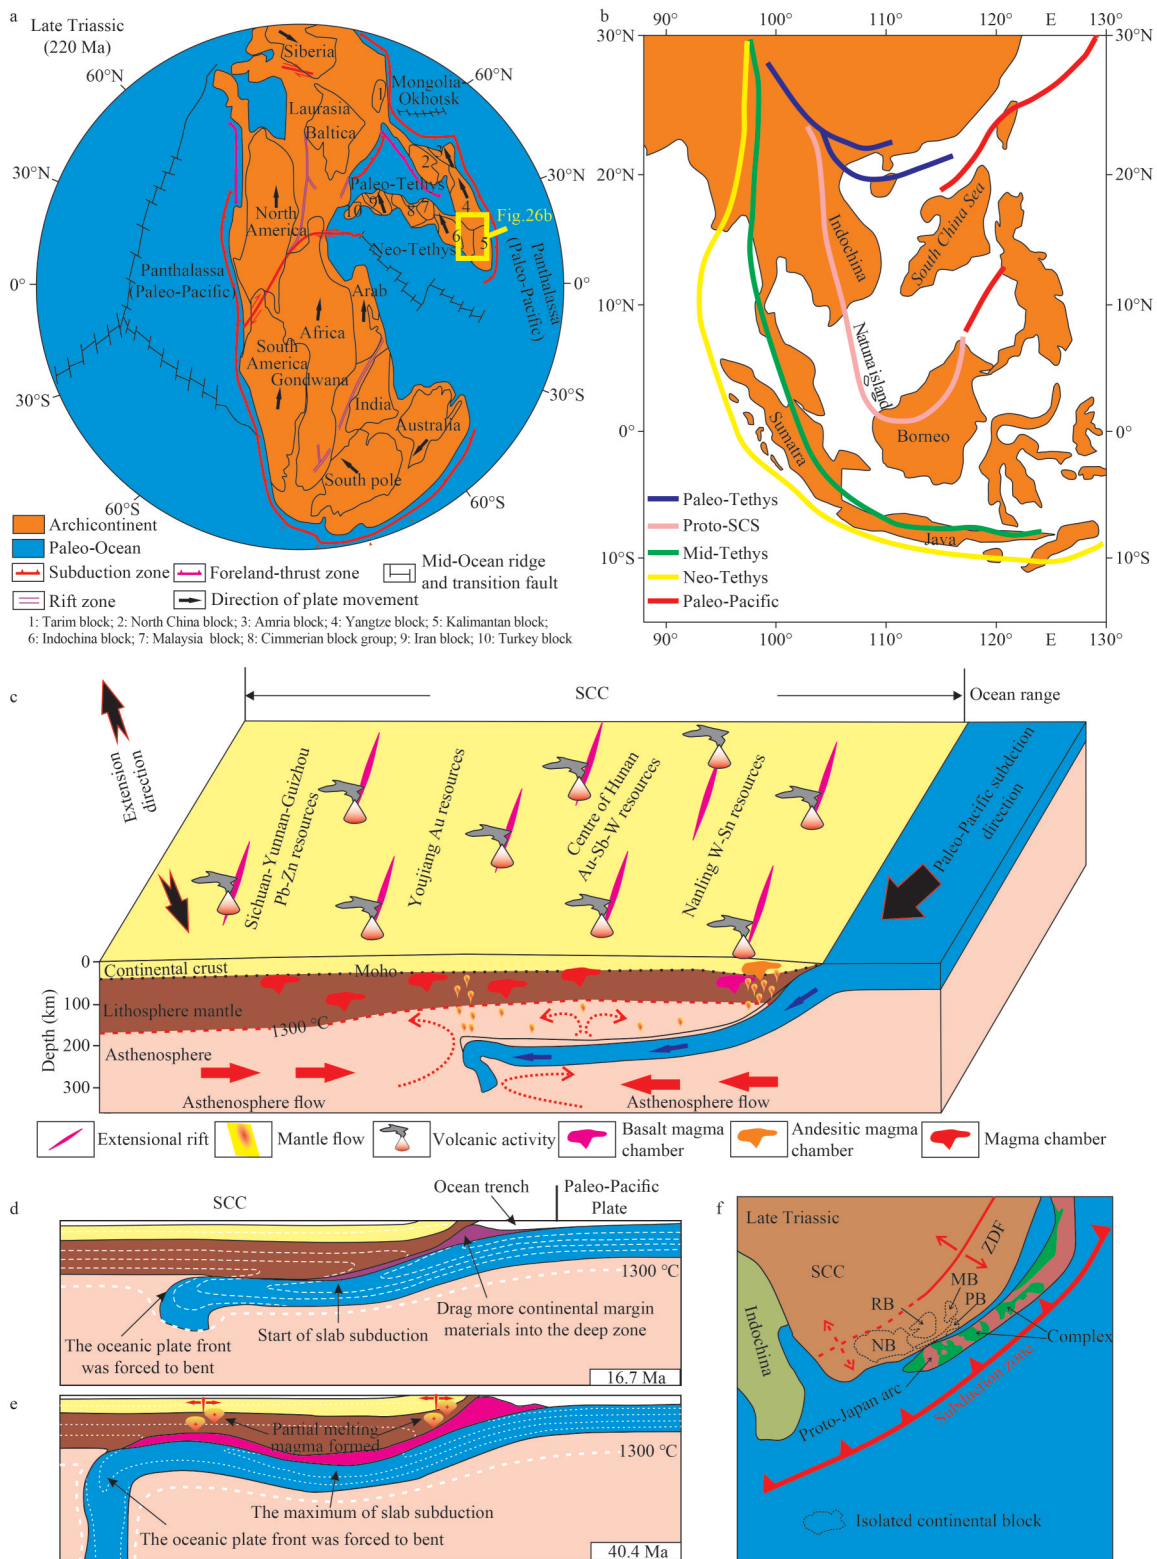 a
Late Triassic
(220 Ma)
60°N
60°N
Siberia
Mongolia-
Okhotsk
1
Laurasia
Baltica
30°N
30°N
2
3
Paleo-Tethys
10
9
8
7
4
Fig.26b
North
America
6
5
Neo-Tethys
Panthalassa
(Paleo-Pacific)
Panthalassa
(Paleo-Pacific)
0°
0°
Arab
Africa
South
America
Gondwana
India
Australia
30°S
30°S
South pole
60°S
60°S
Archicontinent
Paleo-Ocean
Subduction zone
Foreland-thrust zone
Mid-Ocean ridge
and transition fault
Rift zone
Direction of plate movement
1: Tarim block; 2: North China block; 3: Amria block; 4: Yangtze block; 5: Kalimantan block;
6: Indochina block; 7: Malaysia block; 8: Cimmerian block group; 9: Iran block; 10: Turkey block
b
90°
100°
110°
120°
E
130°
30°N
30°N
20°N
20°N
10°N
10°N
0°
0°
10°S
10°S
Indochina
South China Sea
Natuna island
Borneo
Sumatra
Java
Paleo-Tethys
Proto-SCS
Mid-Tethys
Neo-Tethys
Paleo-Pacific
90°
100°
110°
120°
E
130°
c
SCC
Ocean range
Extension
direction
Sichuan-Yunnan-Guizhou
Pb-Zn resources
Youjiang Au resources
Centre of Hunan
Au-Sb-W resources
Nanling W-Sn resources
Paleo-Pacific subdction
direction
Depth (km)
0
100
200
300
Continental crust
Moho
Lithosphere mantle
1300 °C
Asthenosphere
Asthenosphere flow
Asthenosphere flow
Extensional rift
Mantle flow
Volcanic activity
Basalt magma
chamber
Andesitic magma
chamber
Magma chamber
d
SCC
Ocean trench
Paleo-Pacific
Plate
1300 °C
The oceanic plate front
was forced to bent
Start of slab subduction
Drag more continental margin
materials into the deep zone
16.7 Ma
e
Partial melting
magma formed
1300 °C
The maximum of slab subduction
The oceanic plate front was forced to bent
40.4 Ma
f
Late Triassic
ZDF
SCC
MB
PB
RB
NB
Indochina
Complex
Proto-Japan arc
Subduction zone
Isolated continental block